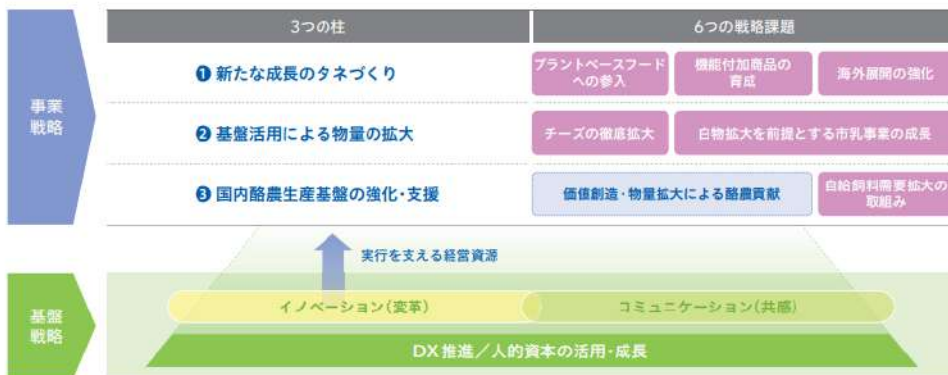 3つの柱
6つの戦略課題
事業
戦略
❶ 新たな成長のタネづくり
プラントベースフード
への参入
機能付加商品の
育成
海外展開の強化
❷ 基盤活用による物量の拡大
チーズの徹底拡大
白物拡大を前提とする市乳事業の成長
❸ 国内酪農生産基盤の強化・支援
価値創造・物量拡大による酪農貢献
自給飼料需要拡大の
取組み
実行を支える経営資源
基盤
戦略
イノベーション(変革)
コミュニケーション(共感)
DX推進／人的資本の活用・成長